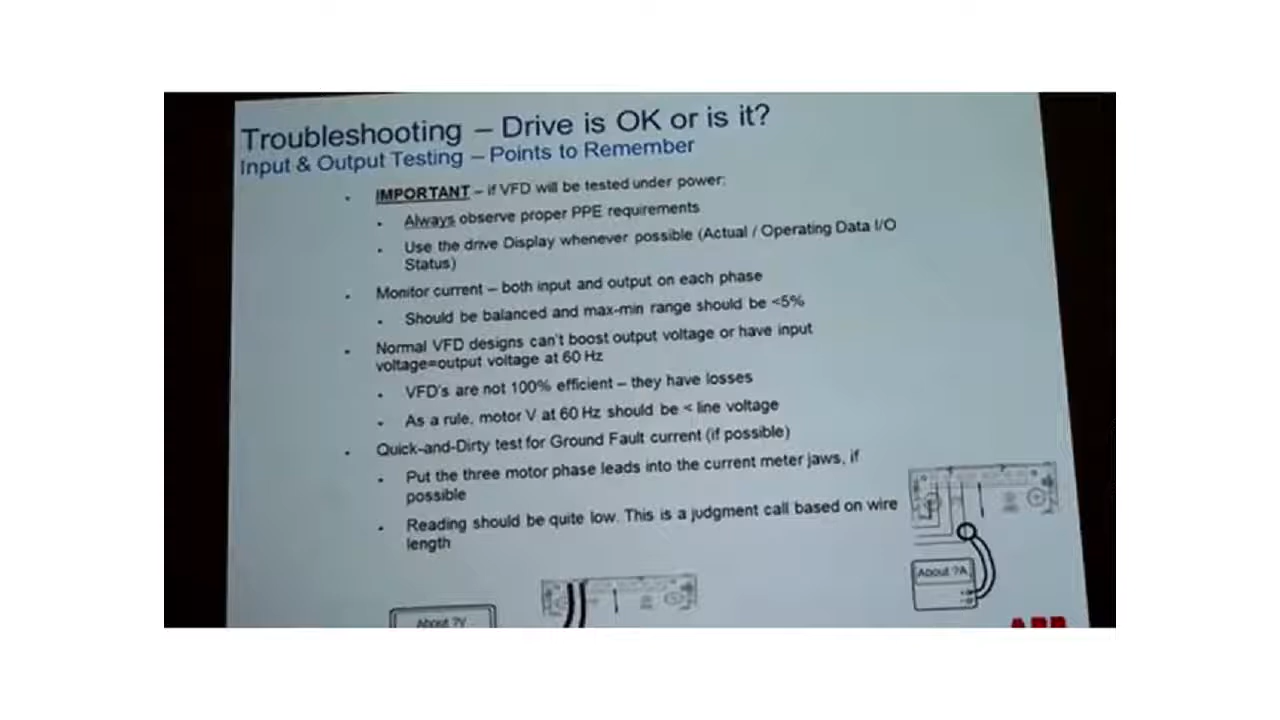 Troubleshooting – Drive is OK or is it?
Input & Output Testing – Points to Remember
• IMPORTANT – if VFD will be tested under power:
• Always observe proper PPE requirements
• Use the drive Display whenever possible (Actual / Operating Data I/O
Status)
• Monitor current – both input and output on each phase
• Should be balanced and max-min range should be <5%
• Normal VFD designs can't boost output voltage or have input
voltage=output voltage at 60 Hz
• VFD's are not 100% efficient – they have losses
• As a rule, motor V at 60 Hz should be < line voltage
• Quick-and-Dirty test for Ground Fault current (if possible)
• Put the three motor phase leads into the current meter jaws, if
possible
• Reading should be quite low. This is a judgment call based on wire
length
About ?A
About ?V
ABB